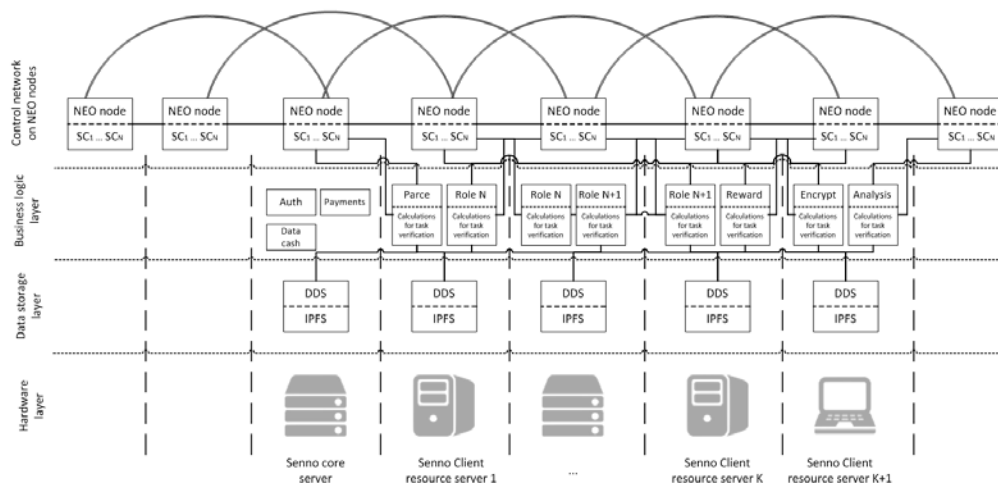 Control network
on NEO nodes
NEO node
SC1 ... SCN
NEO node
SC1 ... SCN
NEO node
SC1 ... SCN
NEO node
SC1 ... SCN
NEO node
SC1 ... SCN
NEO node
SC1 ... SCN
NEO node
SC1 ... SCN
NEO node
SC1 ... SCN
Business logic
layer
Auth
Payments
Data
cash
Parce
Calculations
for task
verification
Role N
Calculations
for task
verification
Role N
Calculations
for task
verification
Role N+1
Calculations
for task
verification
Role N+1
Calculations
for task
verification
Reward
Calculations
for task
verification
Encrypt
Calculations
for task
verification
Analysis
Calculations
for task
verification
Data storage
layer
DDS
IPFS
DDS
IPFS
DDS
IPFS
DDS
IPFS
DDS
IPFS
Hardware
layer
Senno core
server
Senno Client
resource server 1
...
Senno Client
resource server K
Senno Client
resource server K+1